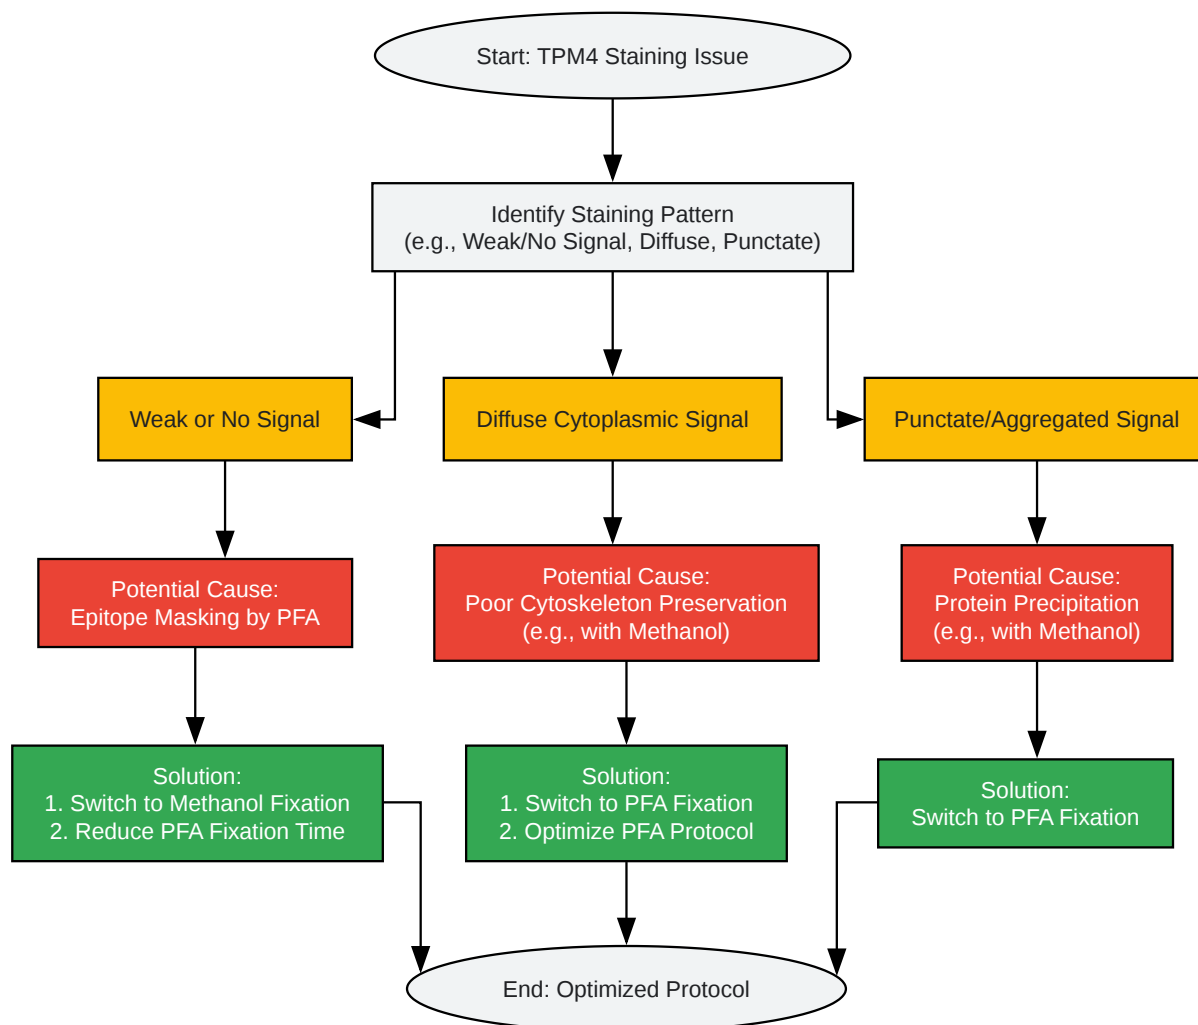 Start: TPM4 Staining Issue
Identify Staining Pattern
(e.g., Weak/No Signal, Diffuse, Punctate)
Weak or No Signal
Diffuse Cytoplasmic Signal
Punctate/Aggregated Signal
Potential Cause:
Epitope Masking by PFA
Potential Cause:
Poor Cytoskeleton Preservation
(e.g., with Methanol)
Potential Cause:
Protein Precipitation
(e.g., with Methanol)
Solution:
1. Switch to Methanol Fixation
2. Reduce PFA Fixation Time
Solution:
1. Switch to PFA Fixation
2. Optimize PFA Protocol
Solution:
Switch to PFA Fixation
End: Optimized Protocol